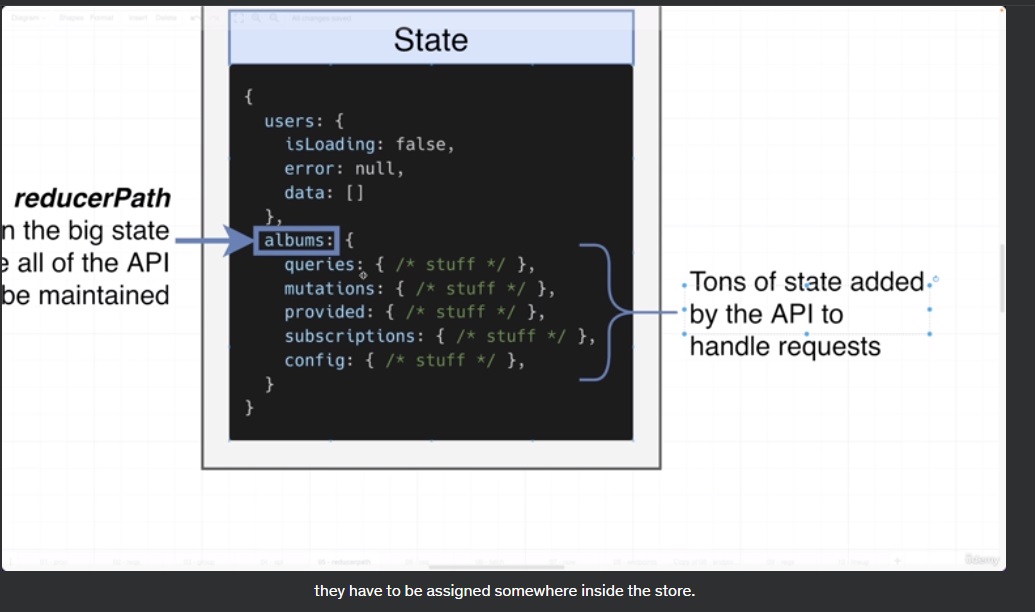 Diagram Shapes Format Insert Delete
All changes saved
State
{
users: {
isLoading: false,
error: null,
data: []
},
albums: {
queries: { /* stuff */ },
mutations: { /* stuff */ },
provided: { /* stuff */ },
subscriptions: { /* stuff */ },
config: { /* stuff */ },
}
}
reducerPath
n the big state
e all of the API
be maintained
Tons of state added
by the API to
handle requests
Udemy
they have to be assigned somewhere inside the store.